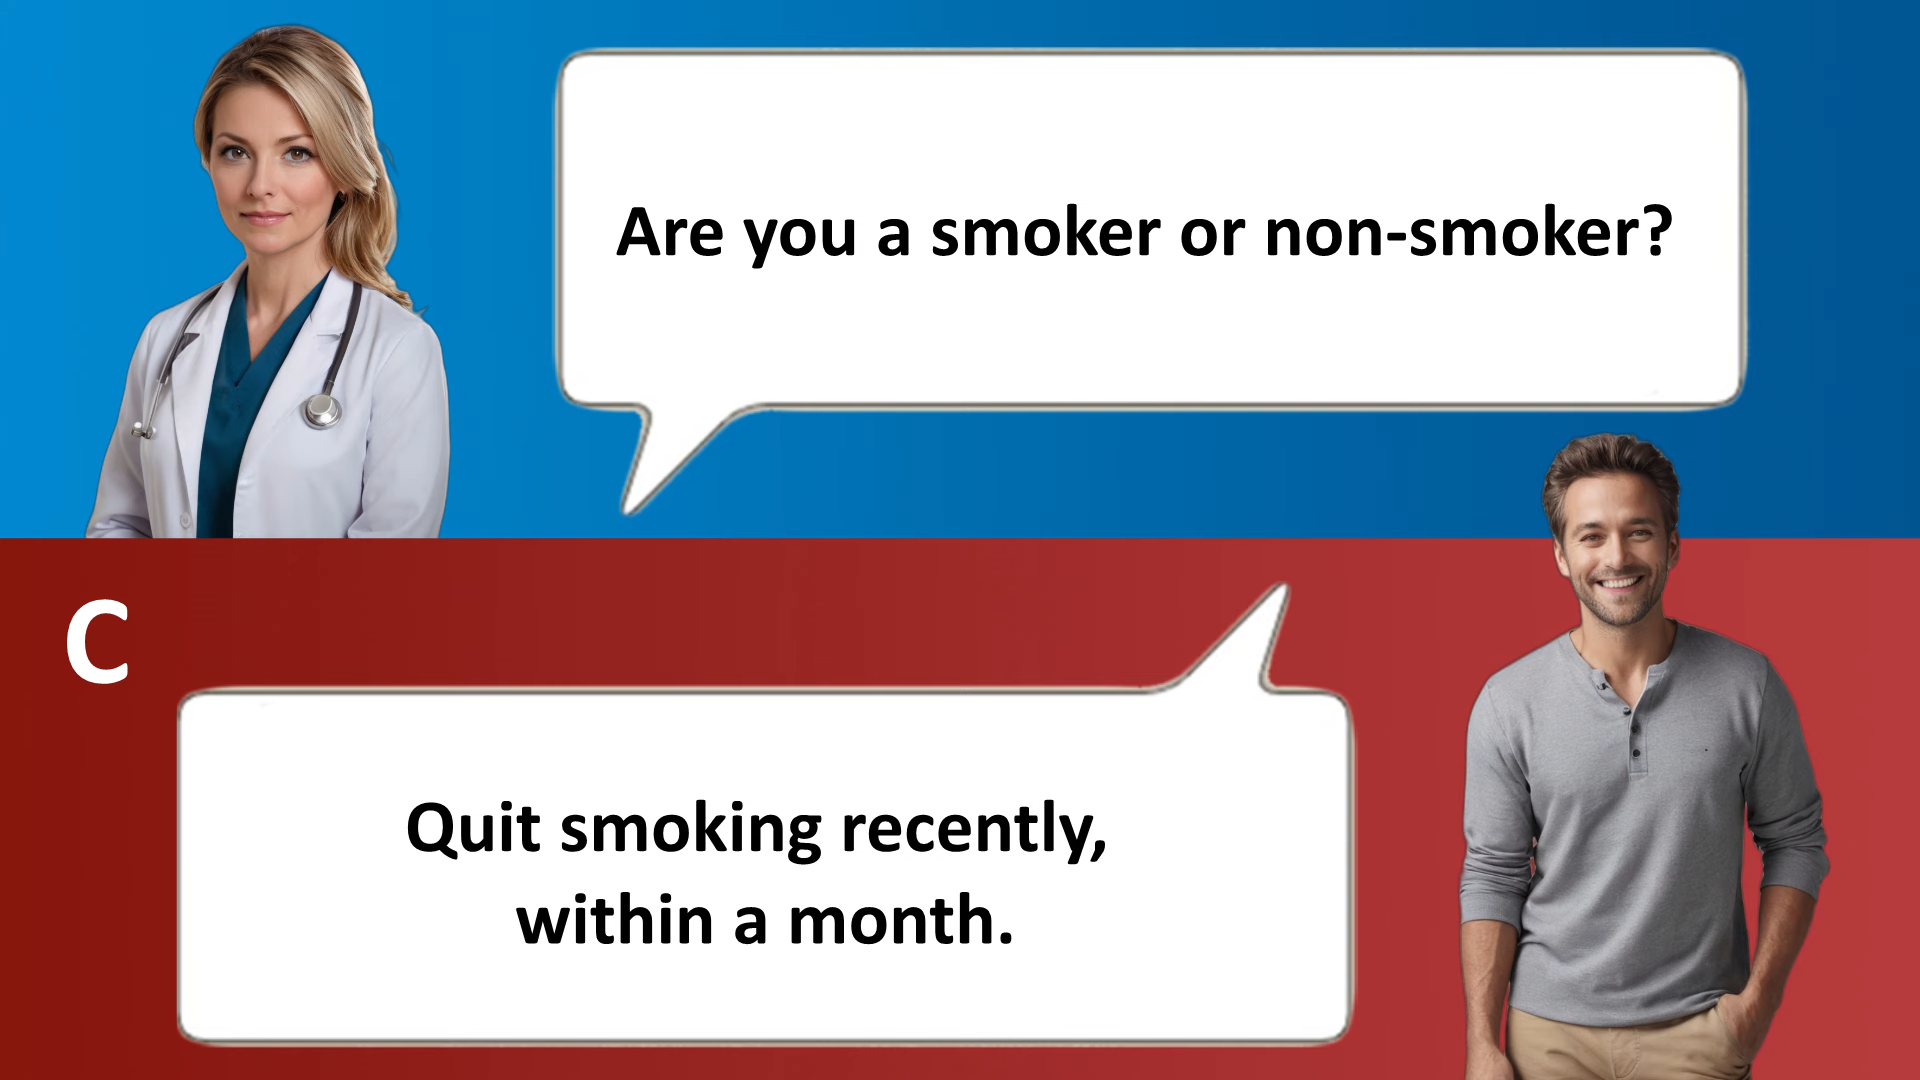 Are you a smoker or non-smoker?
C
Quit smoking recently,
within a month.